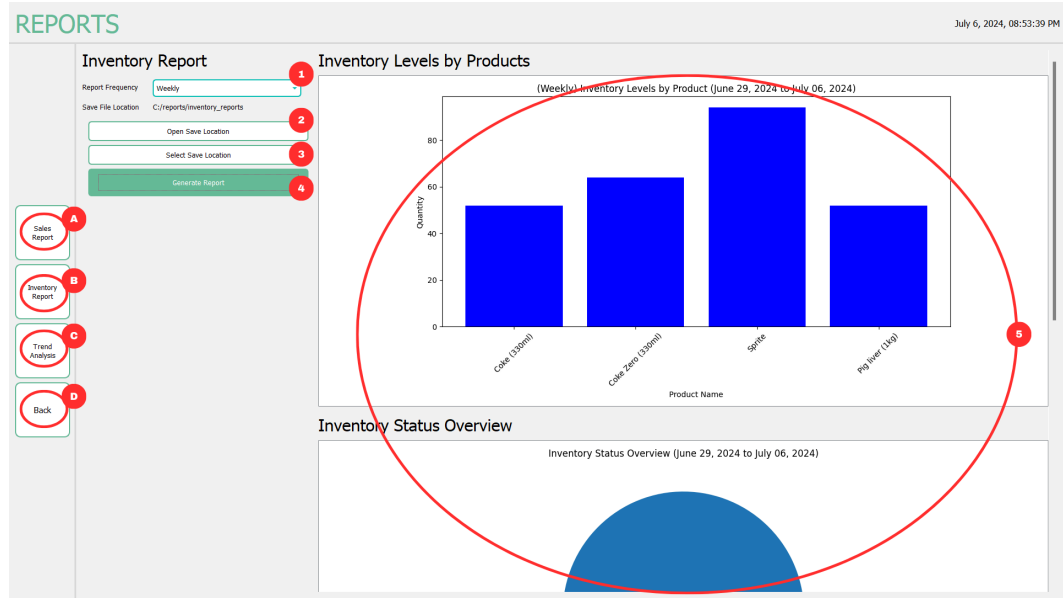 REPORTS
July 6, 2024, 08:53:39 PM
Inventory Report
1
Report Frequency
Weekly
Save File Location
C:/reports/inventory_reports
2
Open Save Location
3
Select Save Location
4
Generate Report
A
Sales
Report
B
Inventory
Report
C
Trend
Analysis
D
Back
Inventory Levels by Products
(Weekly) Inventory Levels by Product (June 29, 2024 to July 06, 2024)
Quantity
80
60
40
20
0
Coke (330ml)
Coke Zero (330ml)
Sprite
Pig liver (1kg)
Product Name
5
Inventory Status Overview
Inventory Status Overview (June 29, 2024 to July 06, 2024)